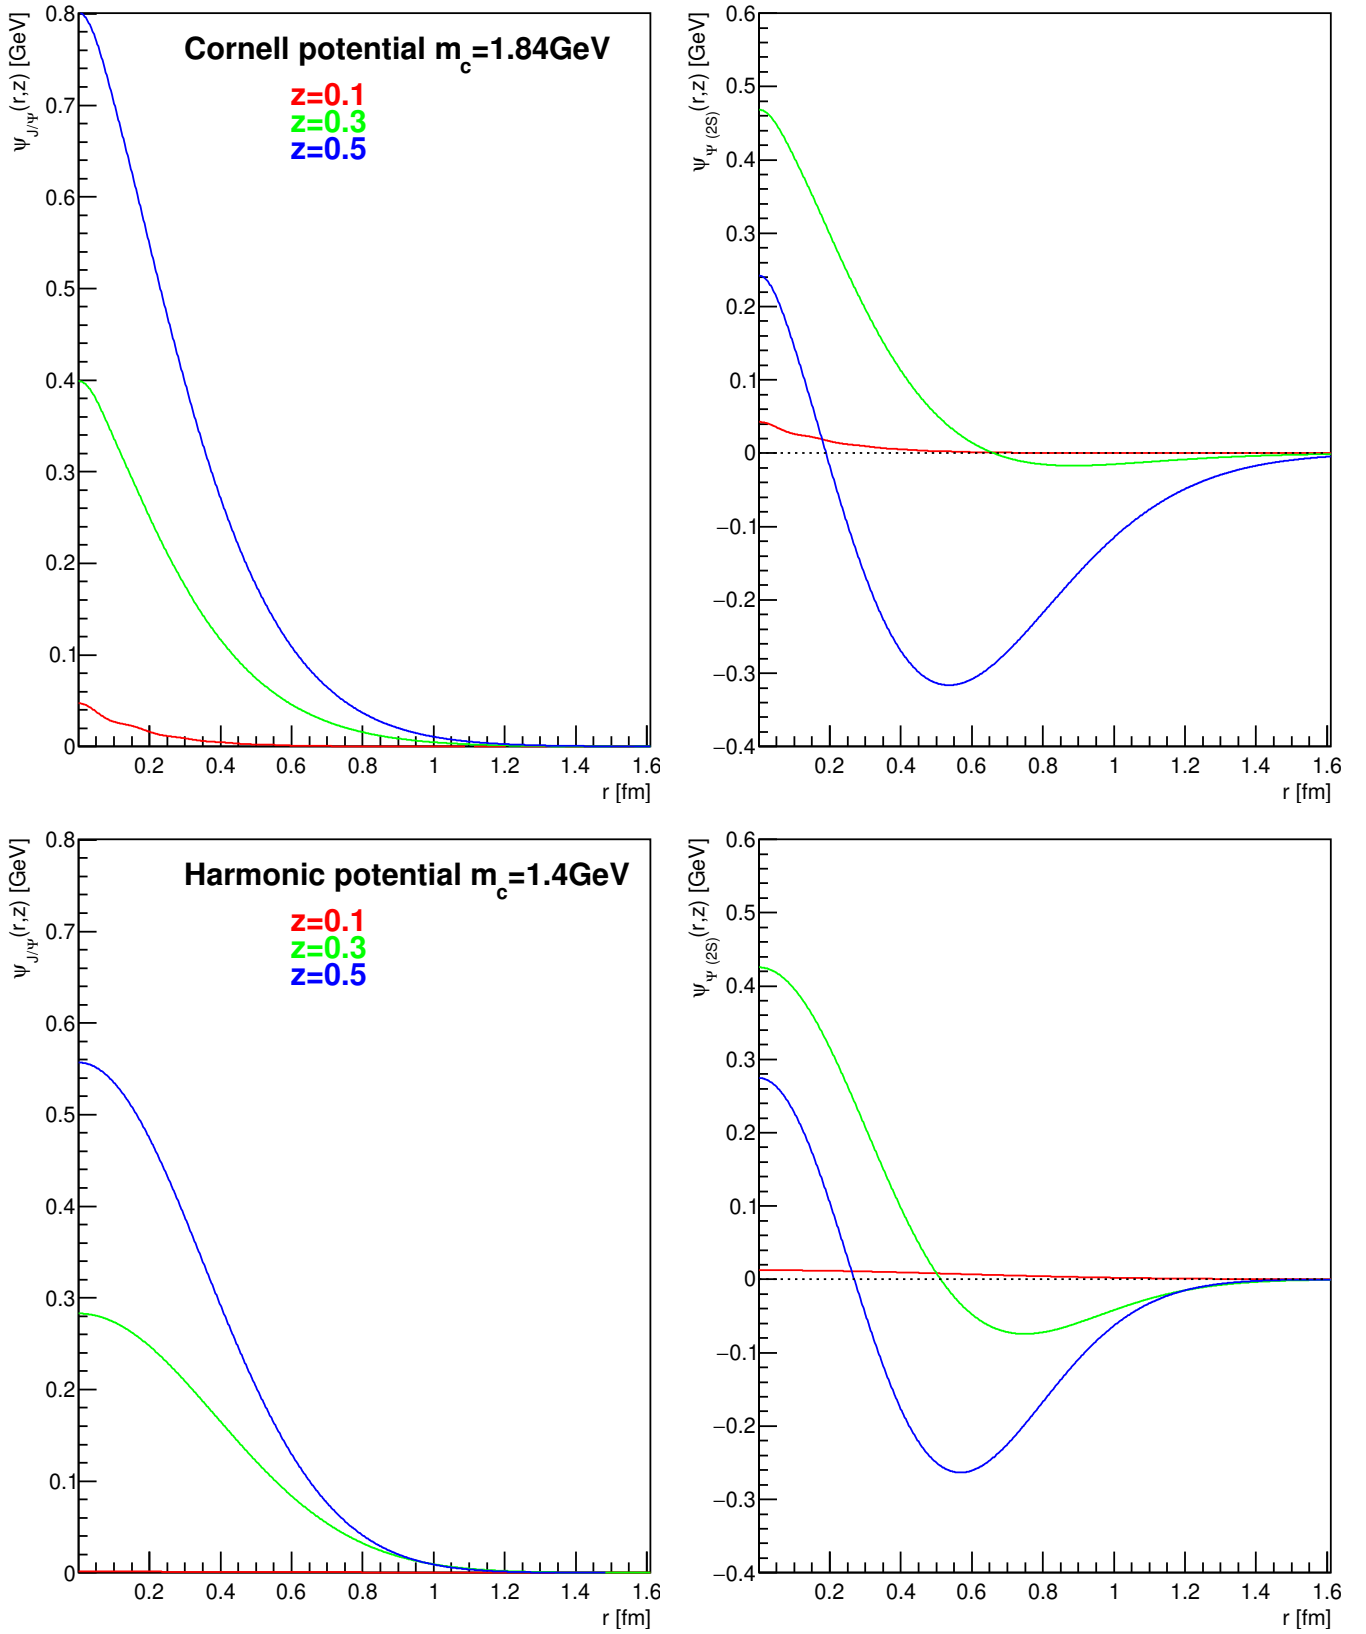 Cornell potential m_c=1.84GeV
z=0.1
z=0.3
z=0.5
ψ_J/Ψ(r,z) [GeV]
0.8
0.7
0.6
0.5
0.4
0.3
0.2
0.1
0
0.2 0.4 0.6 0.8 1 1.2 1.4 1.6
r [fm]
ψ_Ψ (2S)(r,z) [GeV]
0.6
0.5
0.4
0.3
0.2
0.1
0
−0.1
−0.2
−0.3
−0.4
0.2 0.4 0.6 0.8 1 1.2 1.4 1.6
r [fm]
Harmonic potential m_c=1.4GeV
z=0.1
z=0.3
z=0.5
ψ_J/Ψ(r,z) [GeV]
0.8
0.7
0.6
0.5
0.4
0.3
0.2
0.1
0
0.2 0.4 0.6 0.8 1 1.2 1.4 1.6
r [fm]
ψ_Ψ (2S)(r,z) [GeV]
0.6
0.5
0.4
0.3
0.2
0.1
0
−0.1
−0.2
−0.3
−0.4
0.2 0.4 0.6 0.8 1 1.2 1.4 1.6
r [fm]